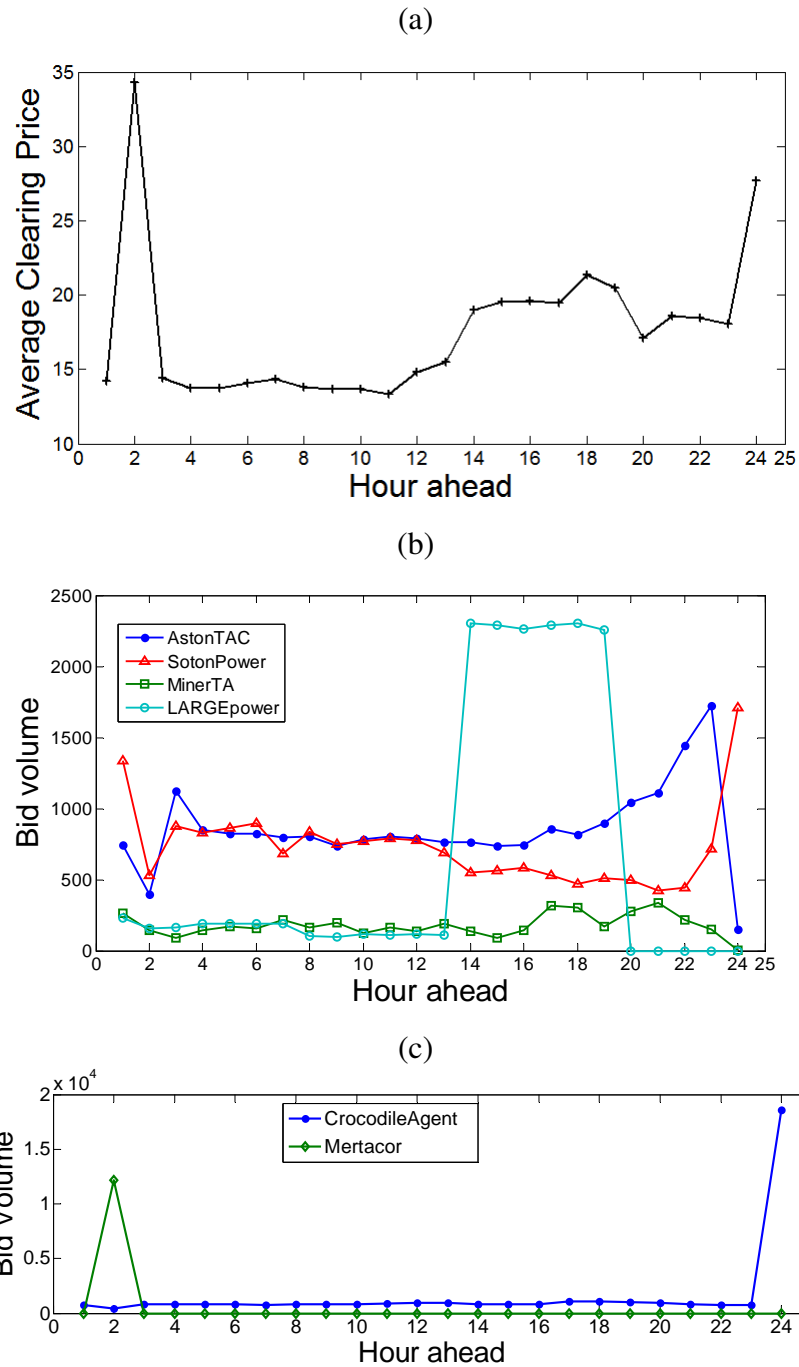 (a)
35
30
25
20
15
10
Average Clearing Price
0 2 4 6 8 10 12 14 16 18 20 22 24 25
Hour ahead
(b)
2500
2000
1500
1000
500
0
Bid volume
AstonTAC
SotonPower
MinerTA
LARGEpower
0 2 4 6 8 10 12 14 16 18 20 22 24 25
Hour ahead
(c)
x 10^4
2
1.5
1
0.5
0
Bid volume
CrocodileAgent
Mertacor
0 2 4 6 8 10 12 14 16 18 20 22 24
Hour ahead